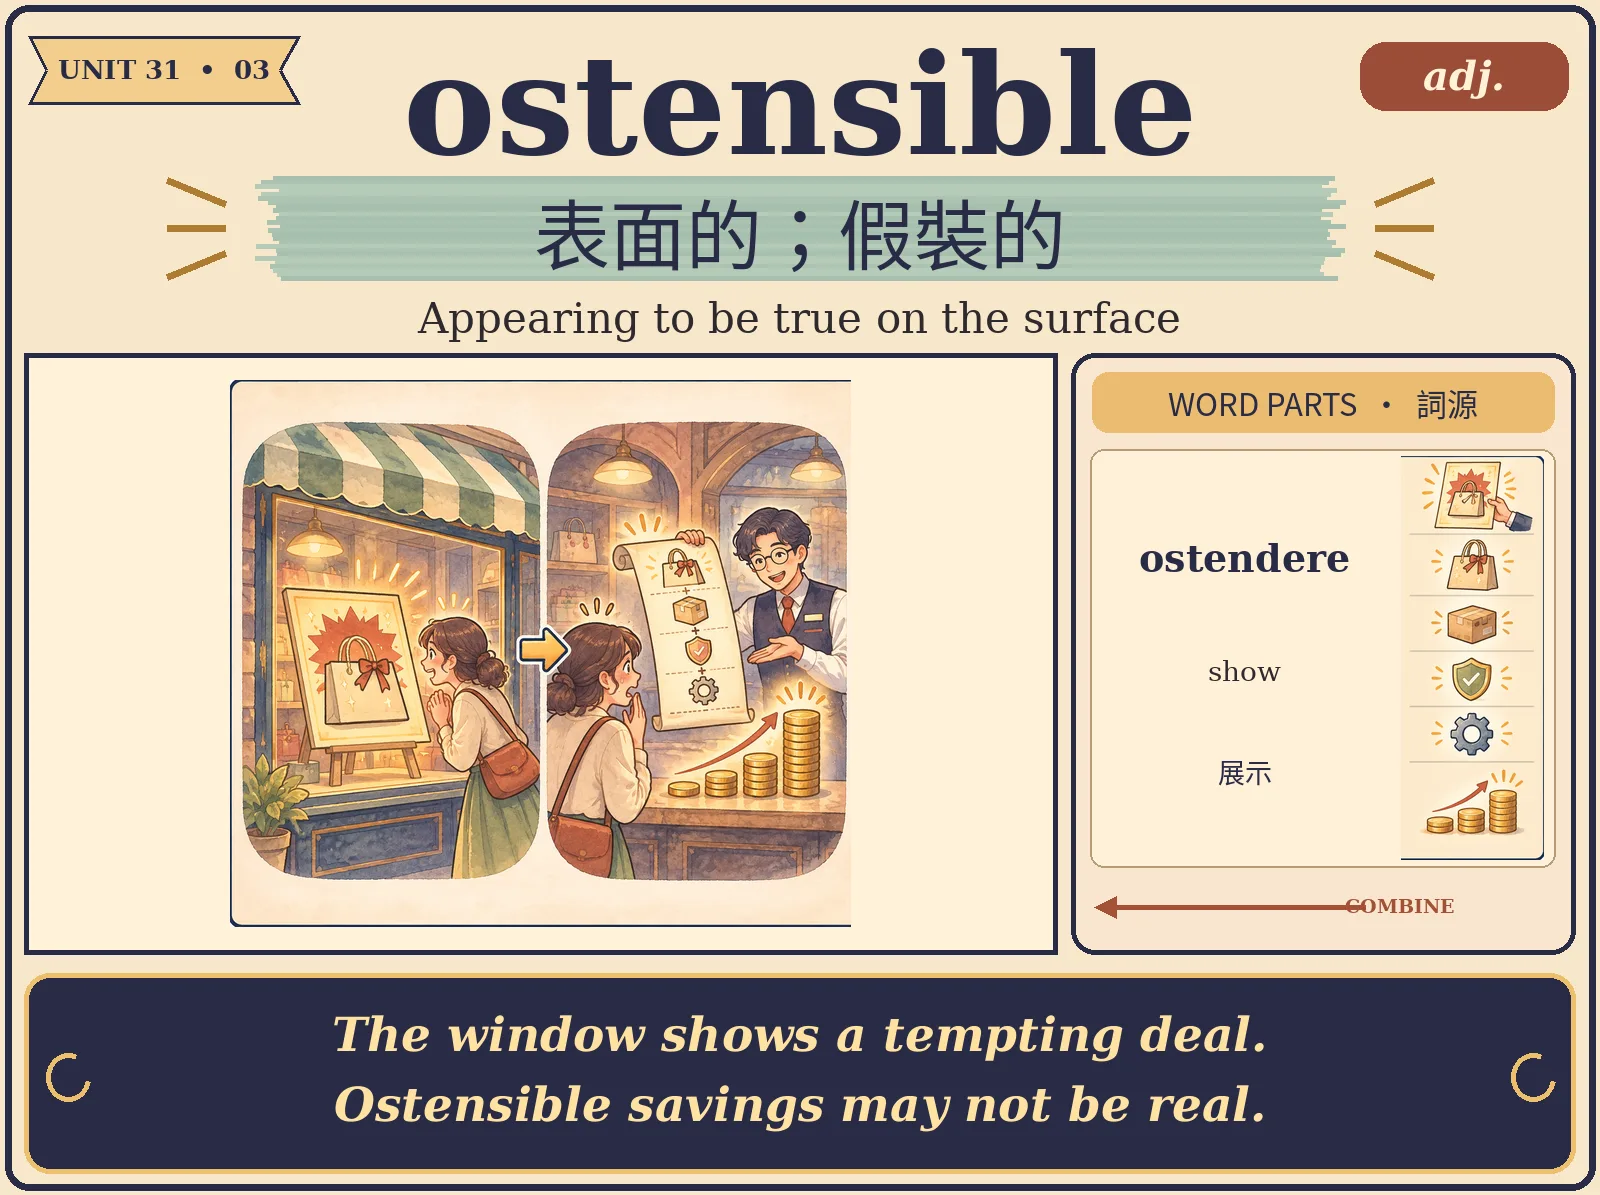 UNIT 31 • 03
ostensible
adj.
表面的；假裝的
Appearing to be true on the surface
WORD PARTS • 詞源
ostendere
show
展示
COMBINE
The window shows a tempting deal.
Ostensible savings may not be real.